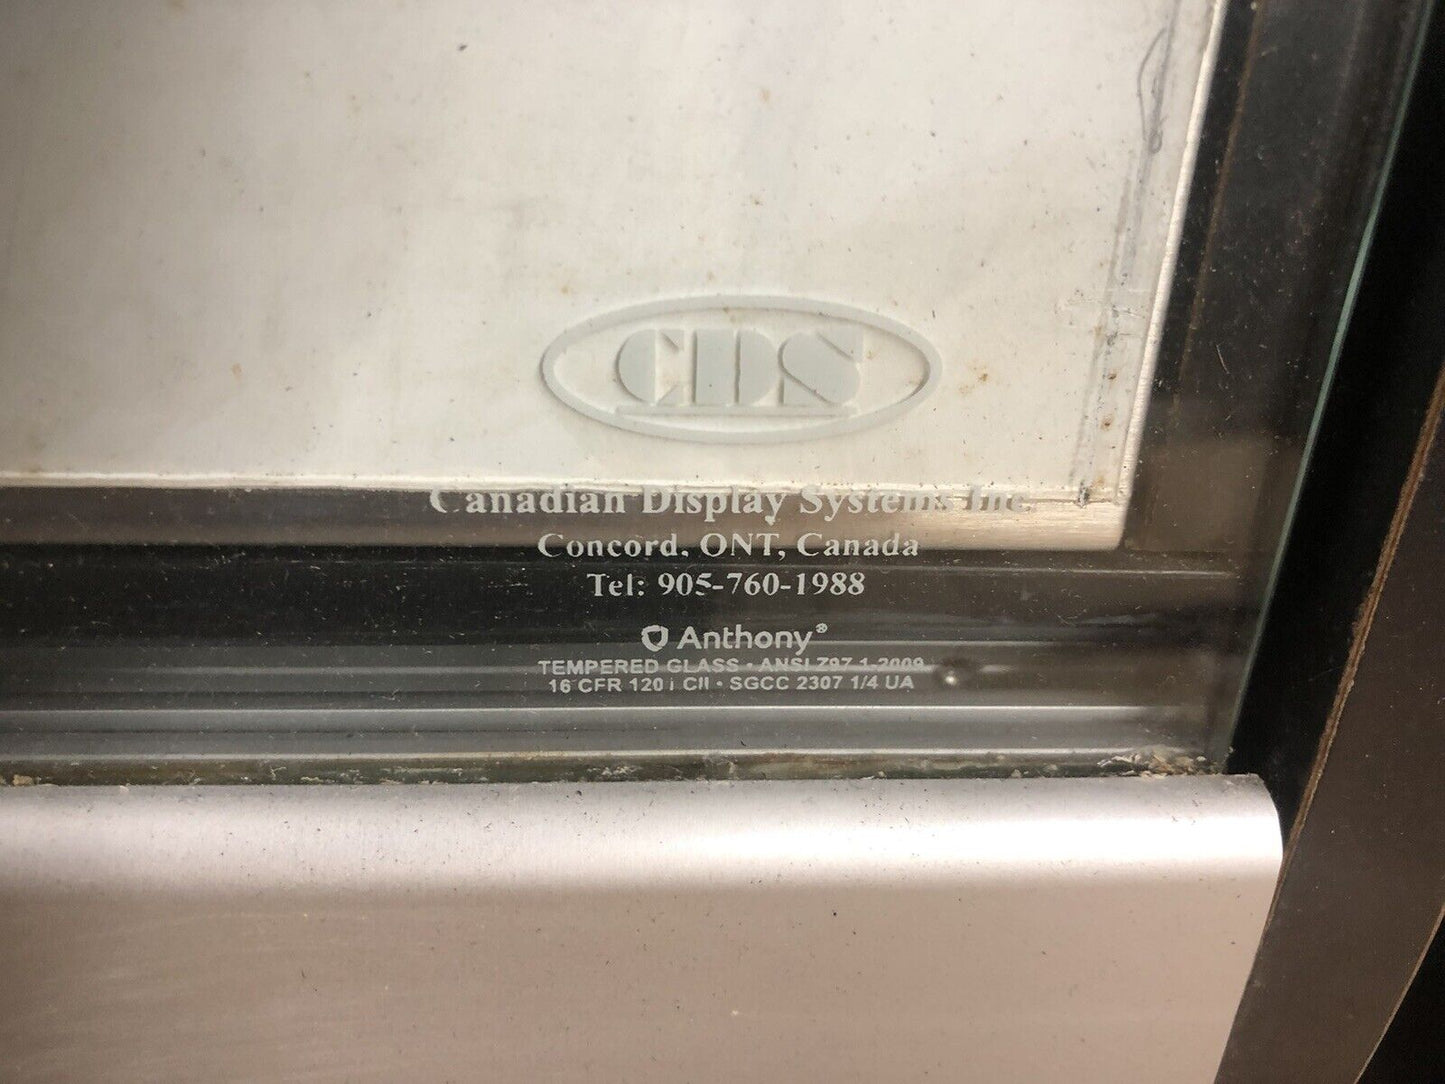 CDS
Canadian Display Systems Inc.
Concord, ONT, Canada
Tel: 905-760-1988
Anthony®
TEMPERED GLASS • ANSI Z97.1-2009
16 CFR 1201 CII • SGCC 2307 1/4 UA